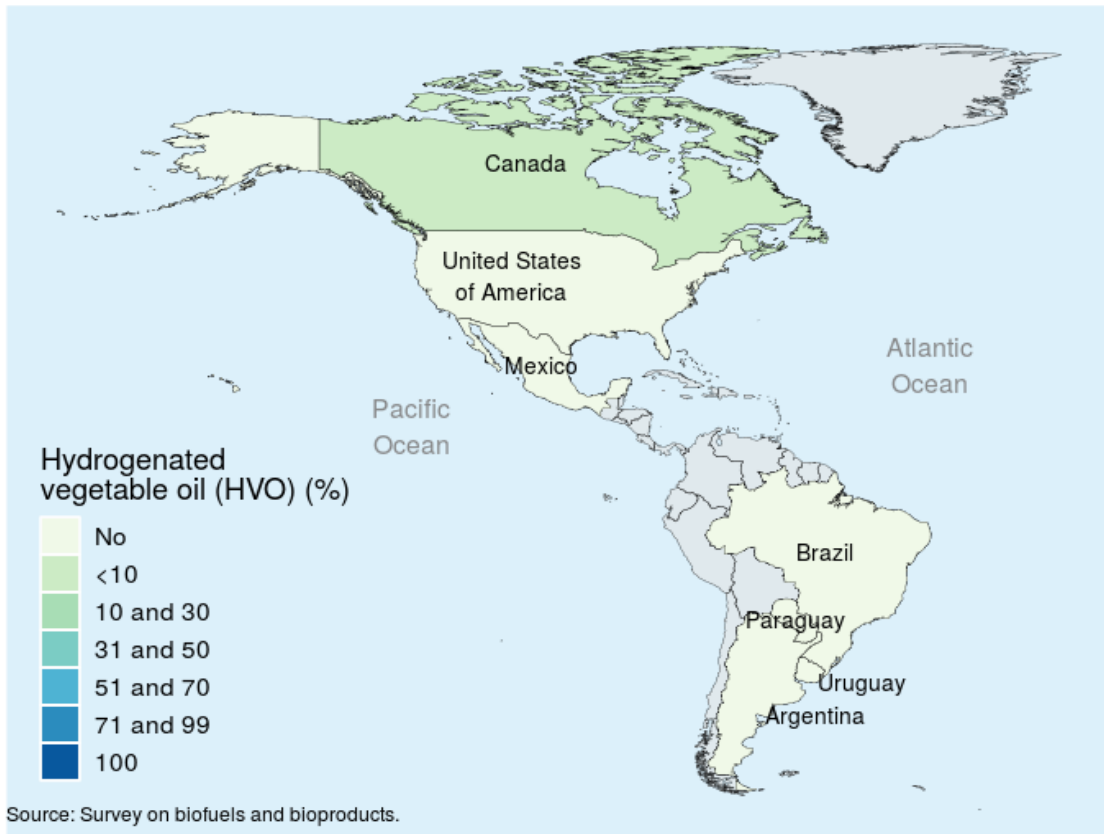 Canada
United States
of America
Mexico
Atlantic
Ocean
Pacific
Ocean
Hydrogenated
vegetable oil (HVO) (%)
No
<10
10 and 30
31 and 50
51 and 70
71 and 99
100
Brazil
Paraguay
Uruguay
Argentina
Source: Survey on biofuels and bioproducts.